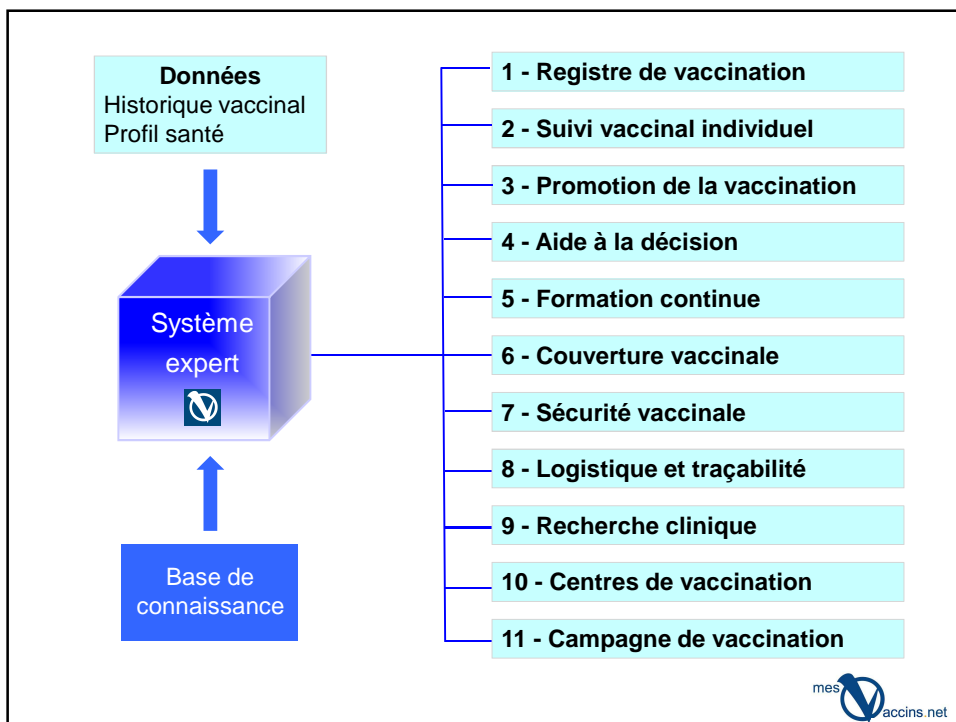 Données
Historique vaccinal
Profil santé
Système
expert
Base de
connaissance
1 - Registre de vaccination
2 - Suivi vaccinal individuel
3 - Promotion de la vaccination
4 - Aide à la décision
5 - Formation continue
6 - Couverture vaccinale
7 - Sécurité vaccinale
8 - Logistique et traçabilité
9 - Recherche clinique
10 - Centres de vaccination
11 - Campagne de vaccination
mesVaccins.net